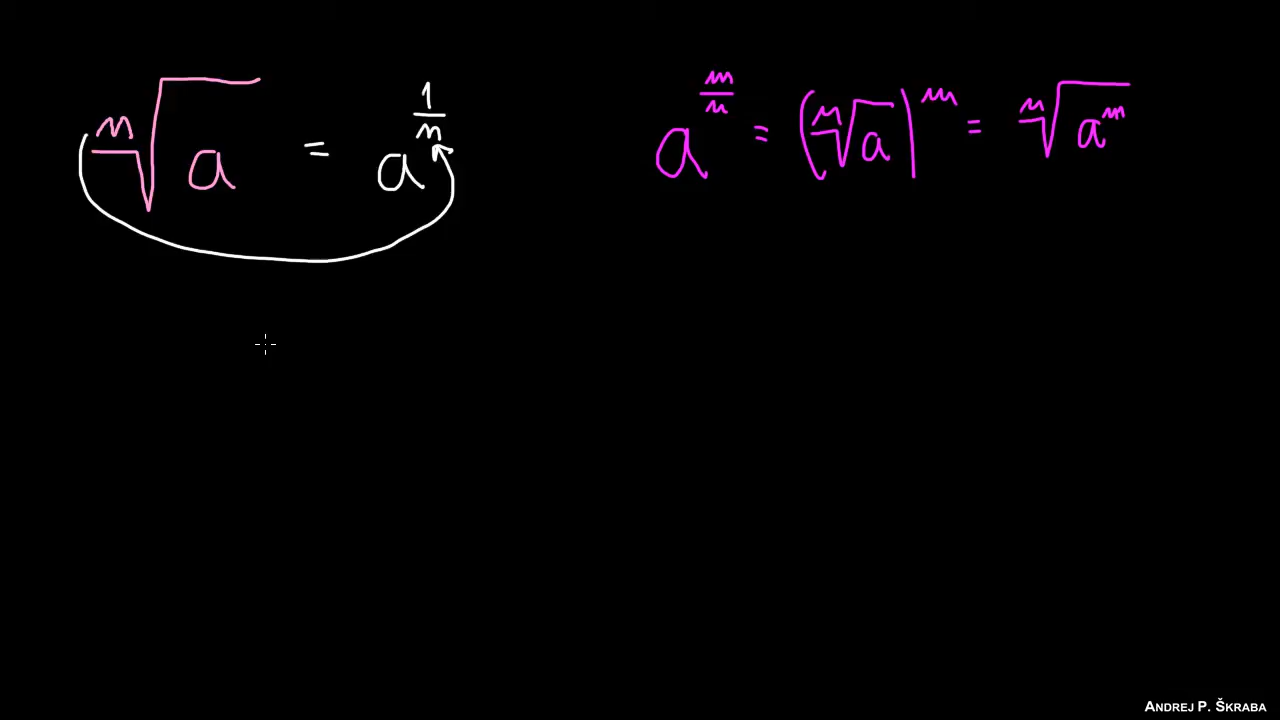 ⁿ√a = a^(1/n)
a^(m/n) = (ⁿ√a)^m = ⁿ√(a^m)
ANDREJ P. ŠKRABA